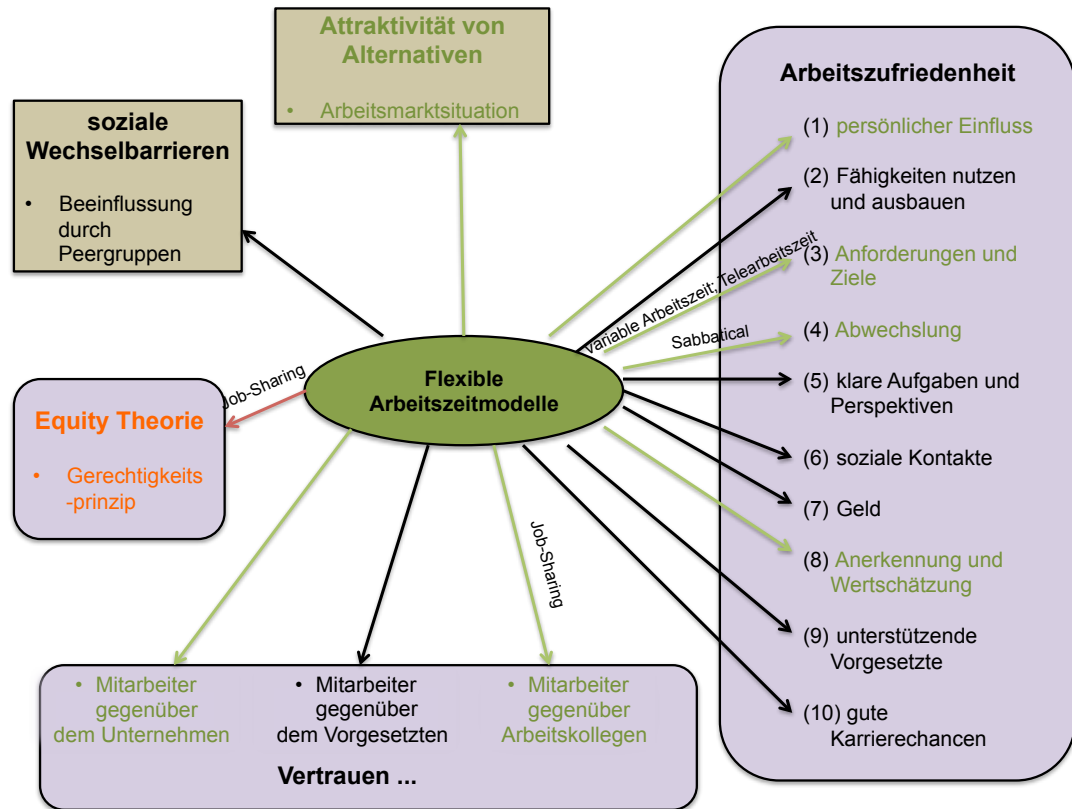 Attraktivität von
Alternativen
• Arbeitsmarktsituation
soziale
Wechselbarrieren
• Beeinflussung
durch
Peergruppen
Equity Theorie
• Gerechtigkeits
-prinzip
Job-Sharing
Flexible
Arbeitszeitmodelle
variable Arbeitszeit; Telearbeitszeit
Sabbatical
Job-Sharing
Arbeitszufriedenheit
(1) persönlicher Einfluss
(2) Fähigkeiten nutzen
und ausbauen
(3) Anforderungen und
Ziele
(4) Abwechslung
(5) klare Aufgaben und
Perspektiven
(6) soziale Kontakte
(7) Geld
(8) Anerkennung und
Wertschätzung
(9) unterstützende
Vorgesetzte
(10) gute
Karrierechancen
• Mitarbeiter
gegenüber
dem Unternehmen
• Mitarbeiter
gegenüber
dem Vorgesetzten
• Mitarbeiter
gegenüber
Arbeitskollegen
Vertrauen ...